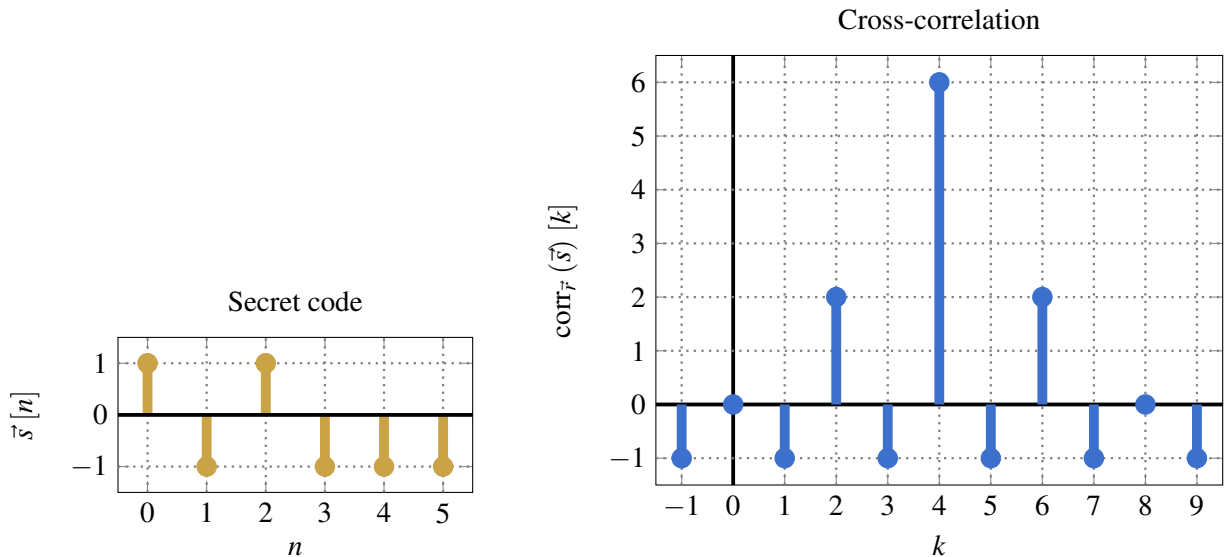 Secret code
1
0
−1
s⃗ [n]
0 1 2 3 4 5
n
Cross-correlation
6
5
4
3
2
1
0
−1
corr_r⃗ (s⃗) [k]
−1 0 1 2 3 4 5 6 7 8 9
k